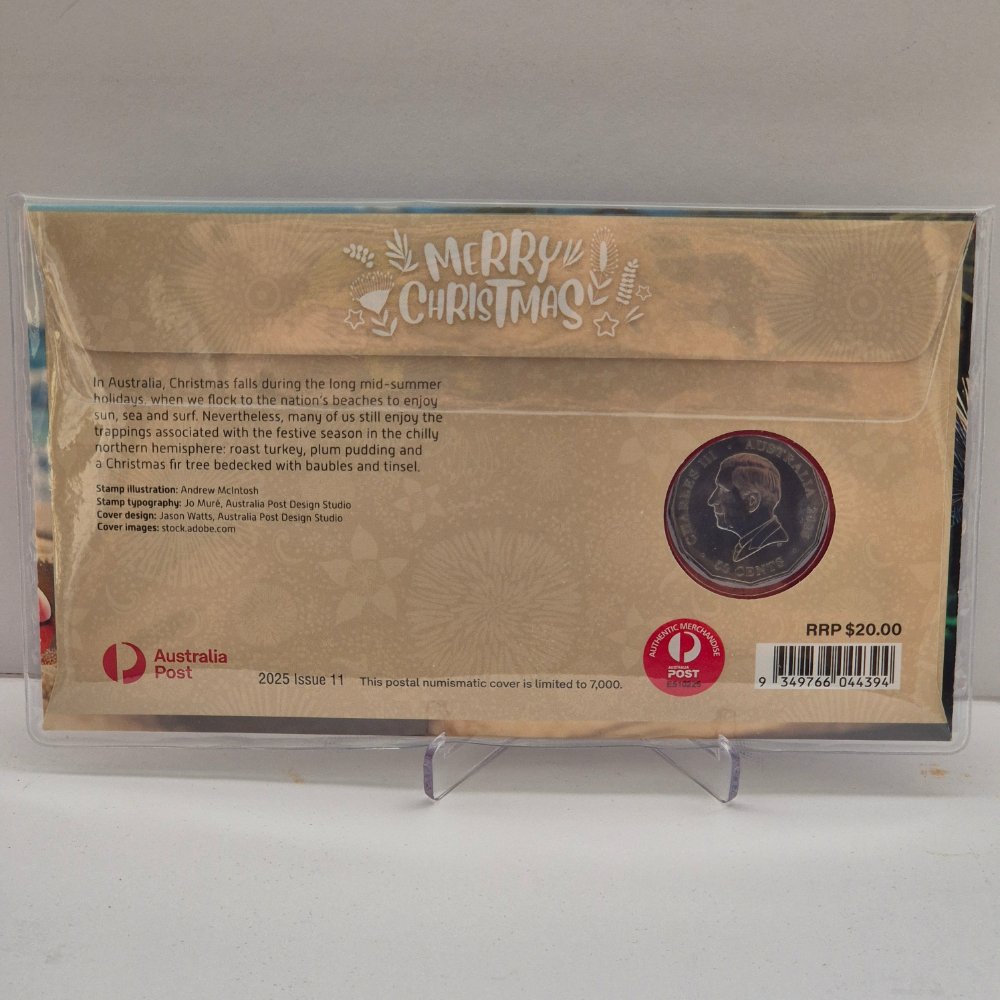 MERRY
CHRISTMAS
In Australia, Christmas falls during the long mid-summer
holidays, when we flock to the nation's beaches to enjoy
sun, sea and surf. Nevertheless, many of us still enjoy the
trappings associated with the festive season in the chilly
northern hemisphere: roast turkey, plum pudding and
a Christmas fir tree bedecked with baubles and tinsel.
Stamp illustration: Andrew McIntosh
Stamp typography: Jo Muré, Australia Post Design Studio
Cover design: Jason Watts, Australia Post Design Studio
Cover images: stock.adobe.com
CHARLES III · AUSTRALIA
CENTS
Australia
Post
2025 Issue 11
This postal numismatic cover is limited to 7,000.
AUTHENTIC MERCHANDISE
AUSTRALIA
POST
RRP $20.00
9 349766 044394